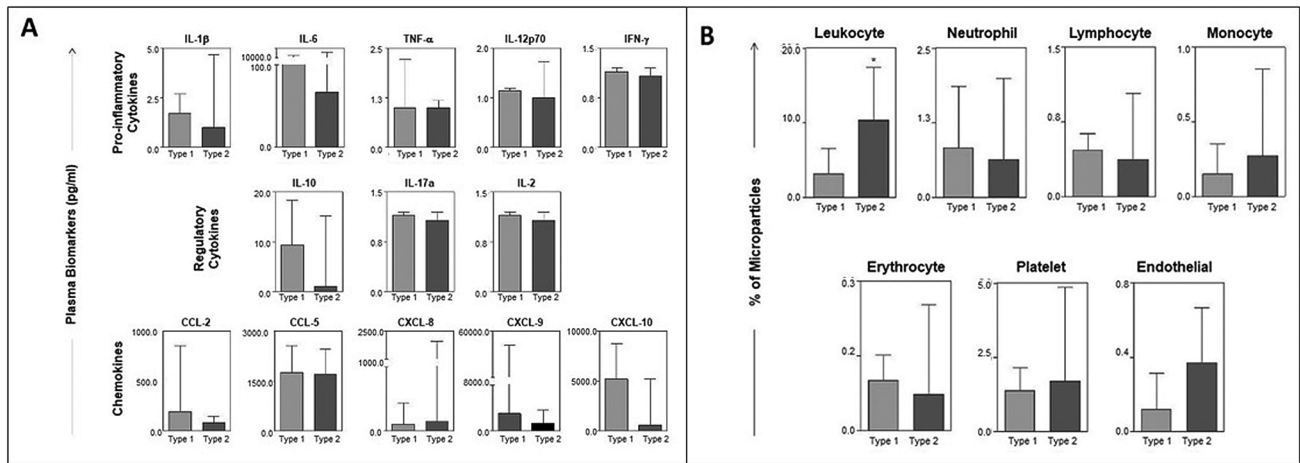 A
Plasma Biomarkers (pg/ml)
Pro-inflammatory
Cytokines
IL-1β
5.0
2.5
0.0
Type 1 Type 2
IL-6
10000.0
100.0
0.0
Type 1 Type 2
TNF-α
2.5
1.3
0.0
Type 1 Type 2
IL-12p70
2.0
1.0
0.0
Type 1 Type 2
IFN-γ
1.5
0.8
0.0
Type 1 Type 2
Regulatory
Cytokines
IL-10
20.0
10.0
0.0
Type 1 Type 2
IL-17a
1.5
0.8
0.0
Type 1 Type 2
IL-2
1.5
0.8
0.0
Type 1 Type 2
Chemokines
CCL-2
1000.0
500.0
0.0
Type 1 Type 2
CCL-5
3000.0
1500.0
0.0
Type 1 Type 2
CXCL-8
2500.0
1000.0
0.0
Type 1 Type 2
CXCL-9
60000.0
8000.0
0.0
Type 1 Type 2
CXCL-10
10000.0
5000.0
0.0
Type 1 Type 2
B
% of Microparticles
Leukocyte
20.0
10.0
0.0
*
Type 1 Type 2
Neutrophil
2.5
1.3
0.0
Type 1 Type 2
Lymphocyte
1.5
0.8
0.0
Type 1 Type 2
Monocyte
1.0
0.5
0.0
Type 1 Type 2
Erythrocyte
0.3
0.2
0.0
Type 1 Type 2
Platelet
5.0
2.5
0.0
Type 1 Type 2
Endothelial
0.8
0.4
0.0
Type 1 Type 2